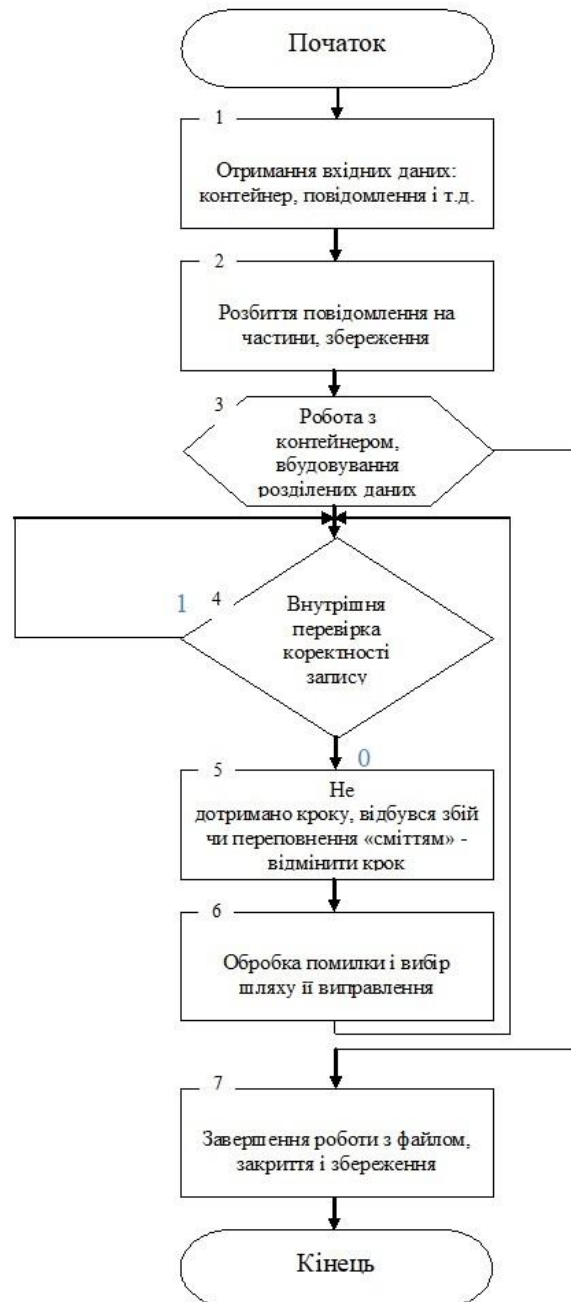 Початок
1
Отримання вхідних даних:
контейнер, повідомлення і т.д.
2
Розбиття повідомлення на
частини, збереження
3
Робота з
контейнером,
вбудовування
розділених даних
1
4
Внутрішня
перевірка
коректності
запису
0
5
Не
дотримано кроку, відбувся збій
чи переповнення «сміттям» -
відмінити крок
6
Обробка помилки і вибір
шляху її виправлення
7
Завершення роботи з файлом,
закриття і збереження
Кінець